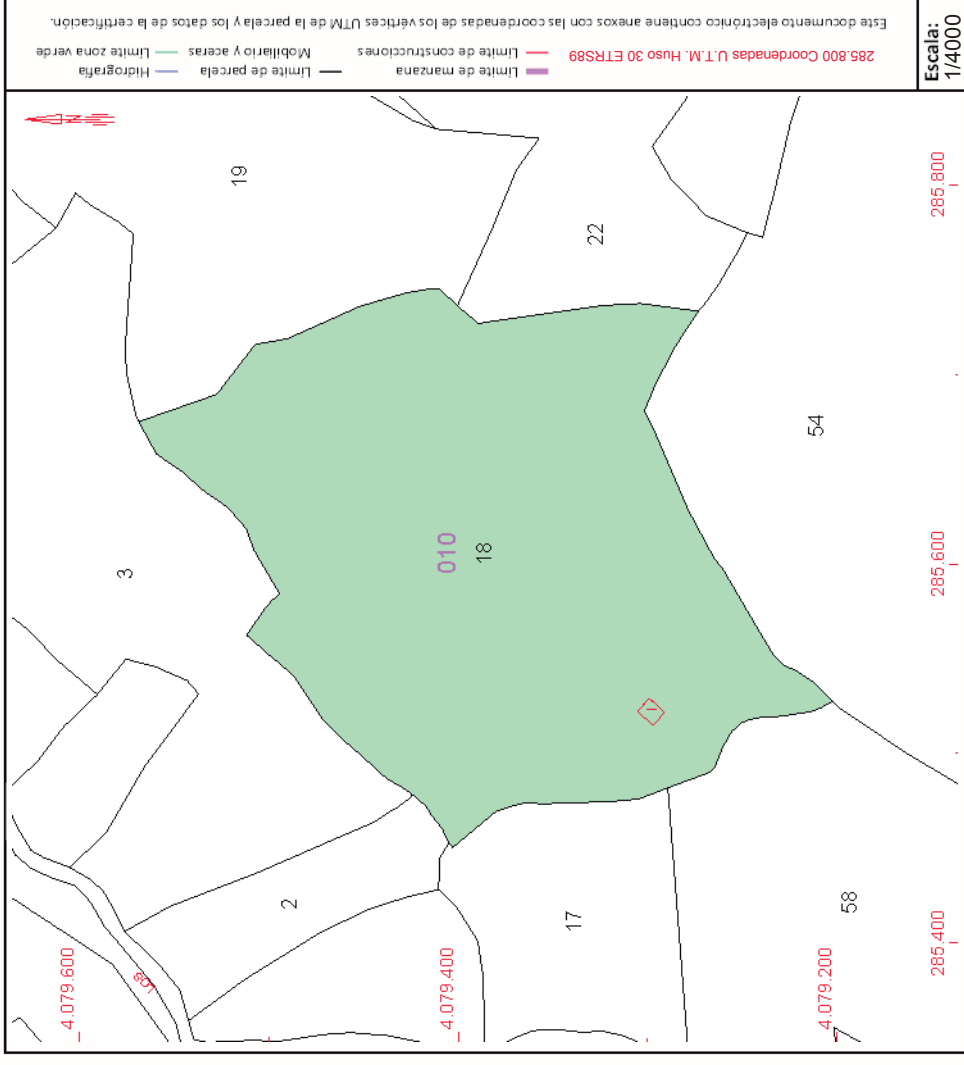 Este documento electrónico contiene anexos con las coordenadas de los vértices UTM de la parcela y los datos de la certificación.
285.800 Coordenadas U.T.M. Huso 30 ETRS89
Límite de manzana
Límite de parcela
Hidrografía
Límite de construcciones
Mobiliario y aceras
Límite zona verde
Escala:
1/4000
N
19
22
3
54
010
18
I
2
17
58
Los
4.079.600
4.079.400
4.079.200
285.800
285.600
285.400